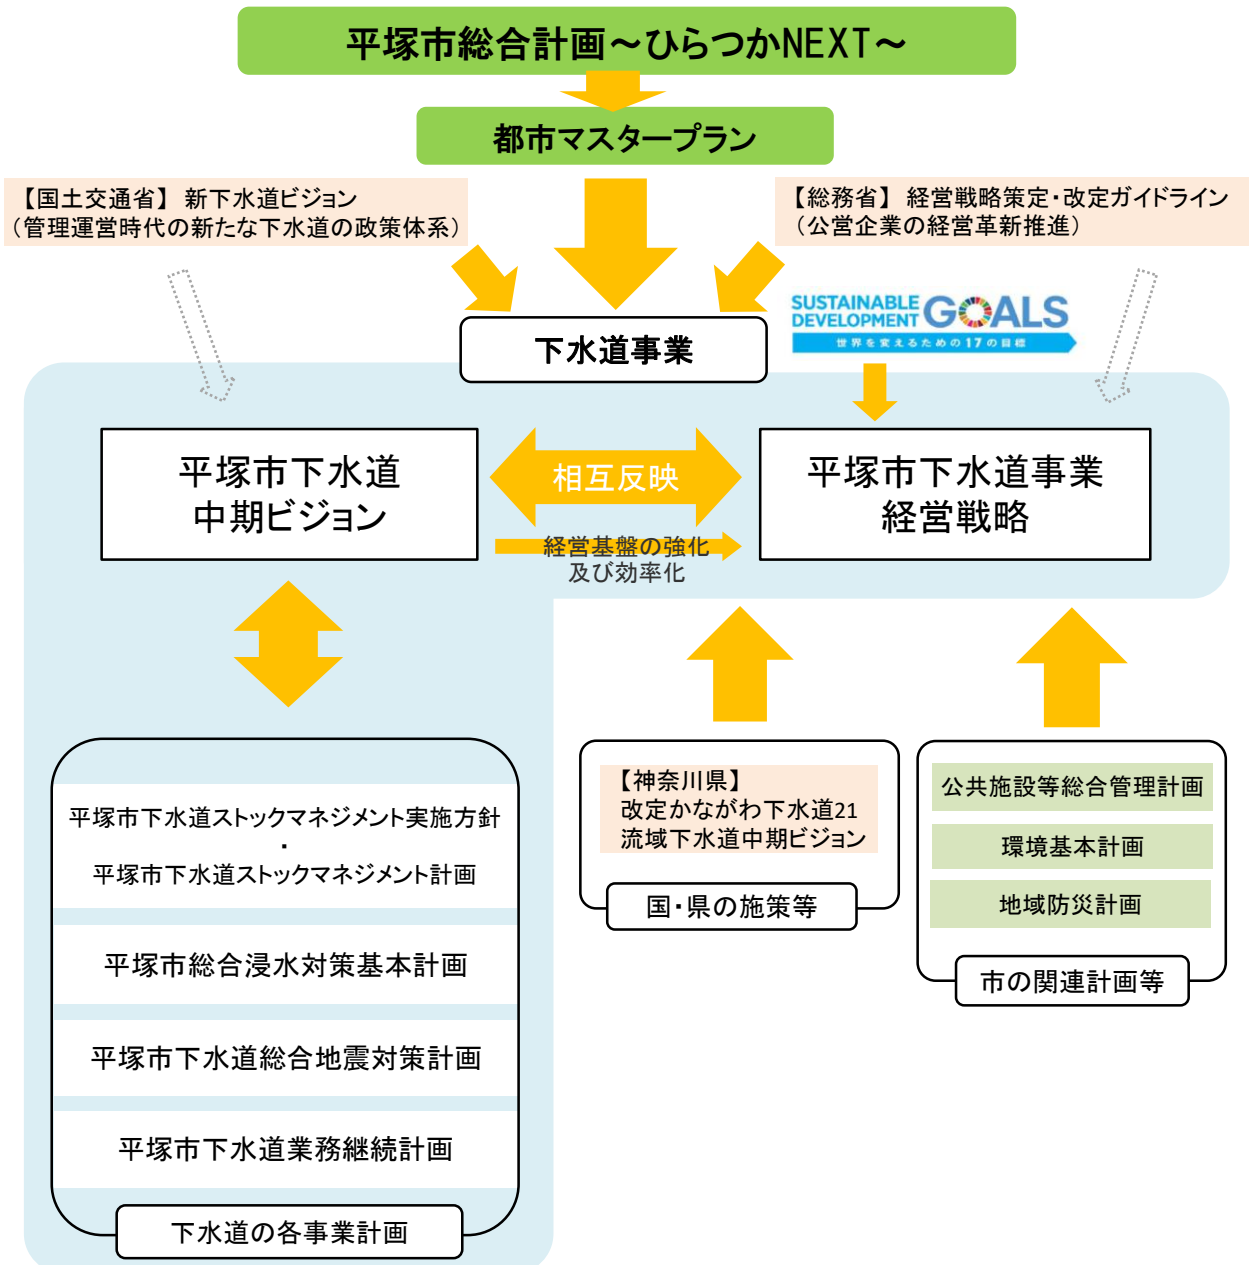 平塚市総合計画～ひらつかNEXT～
都市マスタープラン
【国土交通省】 新下水道ビジョン
（管理運営時代の新たな下水道の政策体系）
【総務省】 経営戦略策定・改定ガイドライン
（公営企業の経営革新推進）
SUSTAINABLE
DEVELOPMENT
GOALS
世界を変えるための17の目標
下水道事業
平塚市下水道
中期ビジョン
相互反映
経営基盤の強化
及び効率化
平塚市下水道事業
経営戦略
平塚市下水道ストックマネジメント実施方針
・
平塚市下水道ストックマネジメント計画
平塚市総合浸水対策基本計画
平塚市下水道総合地震対策計画
平塚市下水道業務継続計画
下水道の各事業計画
【神奈川県】
改定かながわ下水道21
流域下水道中期ビジョン
国・県の施策等
公共施設等総合管理計画
環境基本計画
地域防災計画
市の関連計画等